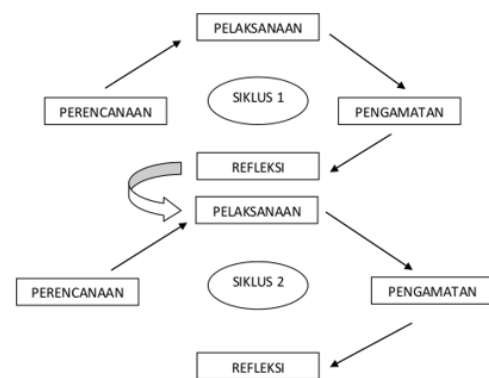 PELAKSANAAN
SIKLUS 1
PERENCANAAN
PENGAMATAN
REFLEKSI
PELAKSANAAN
SIKLUS 2
PERENCANAAN
PENGAMATAN
REFLEKSI